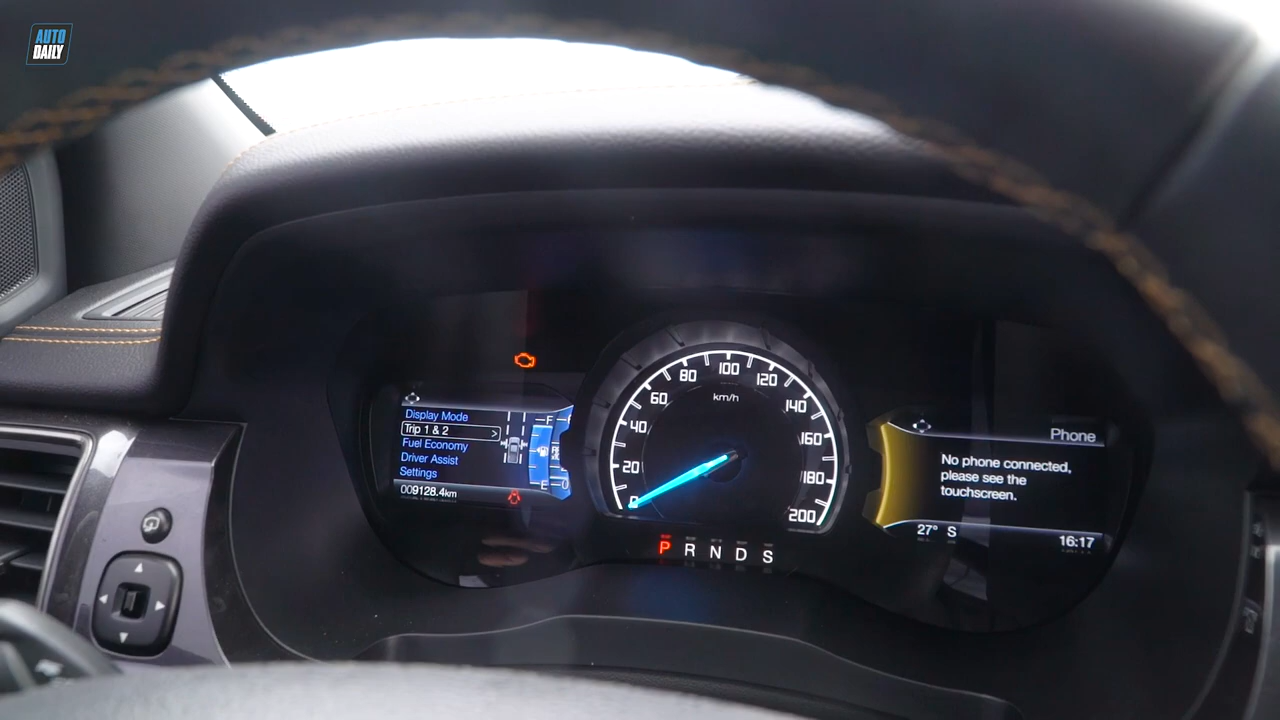 AUTO
DAILY
Display Mode
Trip 1 & 2 >
Fuel Economy
Driver Assist
Settings
009128.4km
F
E
0
0
20
40
60
80
100
120
140
160
180
200
km/h
P R N D S
Phone
No phone connected,
please see the
touchscreen.
27° S
16:17